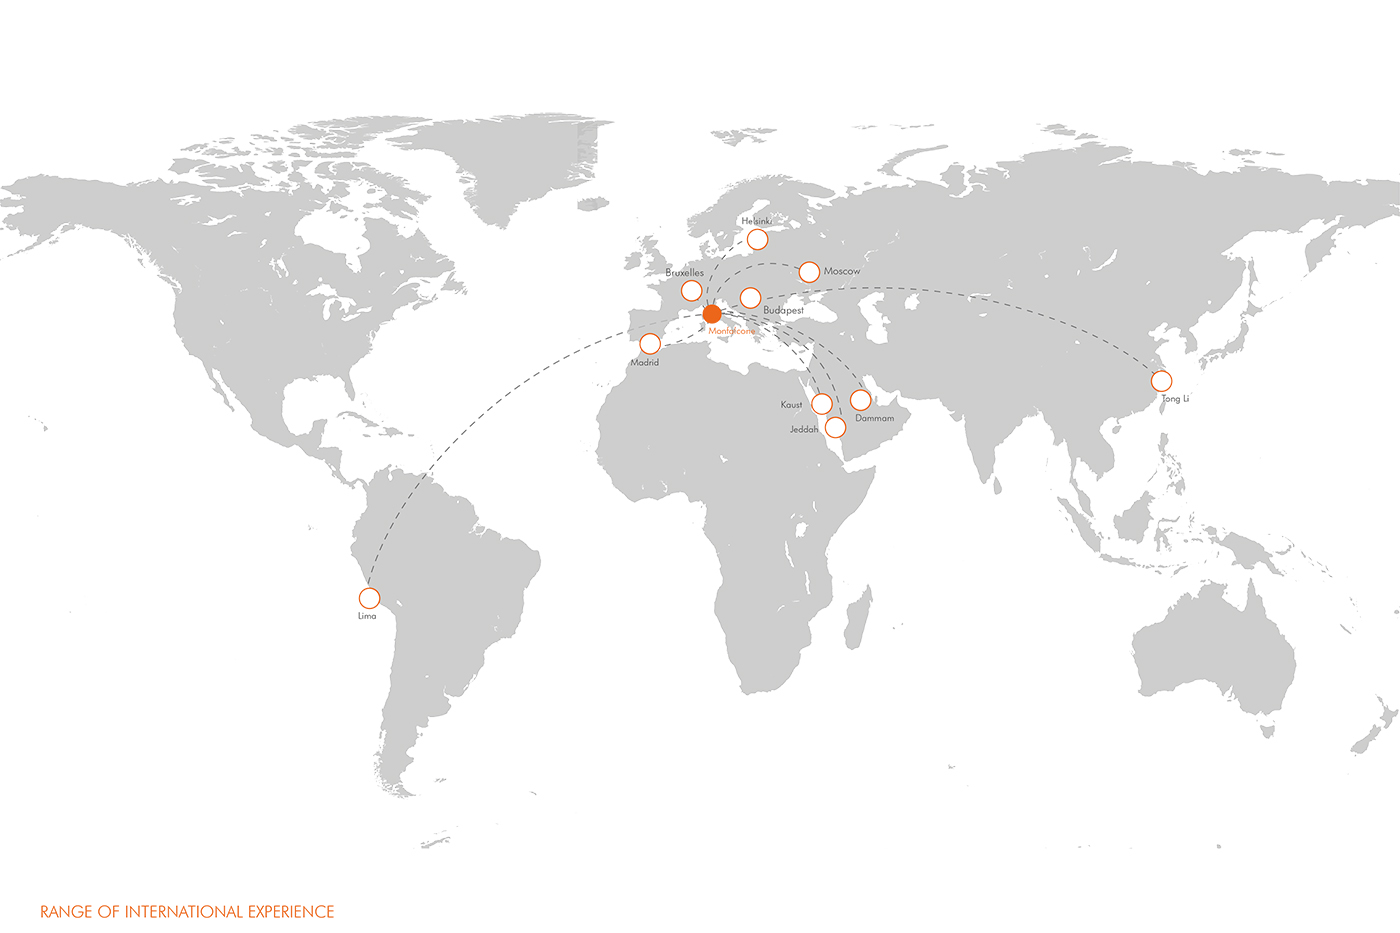 Helsinki
Bruxelles
Moscow
Budapest
Monfalcone
Madrid
Kaust
Jeddah
Dammam
Tong Li
Lima
RANGE OF INTERNATIONAL EXPERIENCE